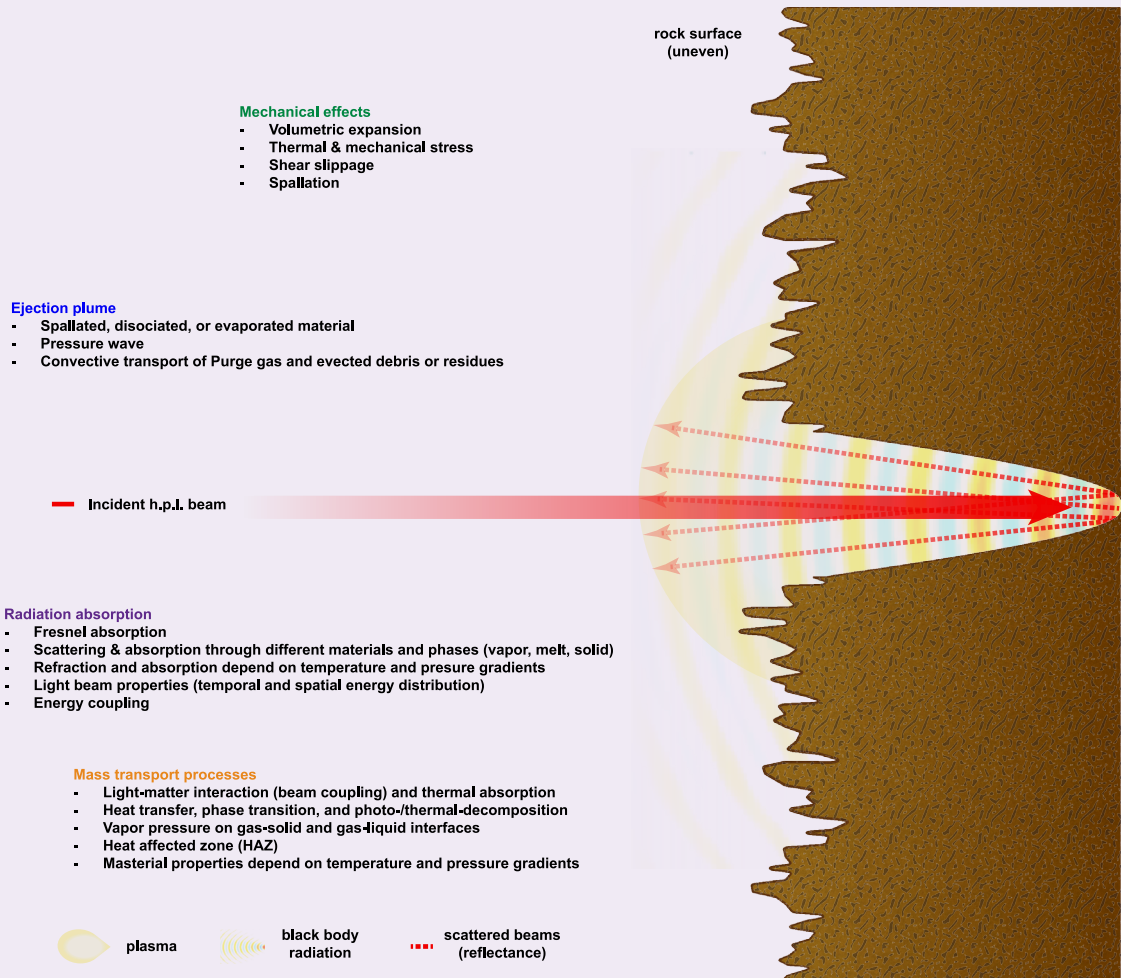 rock surface
(uneven)
Mechanical effects
- Volumetric expansion
- Thermal & mechanical stress
- Shear slippage
- Spallation
Ejection plume
- Spallated, disociated, or evaporated material
- Pressure wave
- Convective transport of Purge gas and evected debris or residues
Incident h.p.l. beam
Radiation absorption
- Fresnel absorption
- Scattering & absorption through different materials and phases (vapor, melt, solid)
- Refraction and absorption depend on temperature and presure gradients
- Light beam properties (temporal and spatial energy distribution)
- Energy coupling
Mass transport processes
- Light-matter interaction (beam coupling) and thermal absorption
- Heat transfer, phase transition, and photo-/thermal-decomposition
- Vapor pressure on gas-solid and gas-liquid interfaces
- Heat affected zone (HAZ)
- Masterial properties depend on temperature and pressure gradients
plasma
black body
radiation
scattered beams
(reflectance)